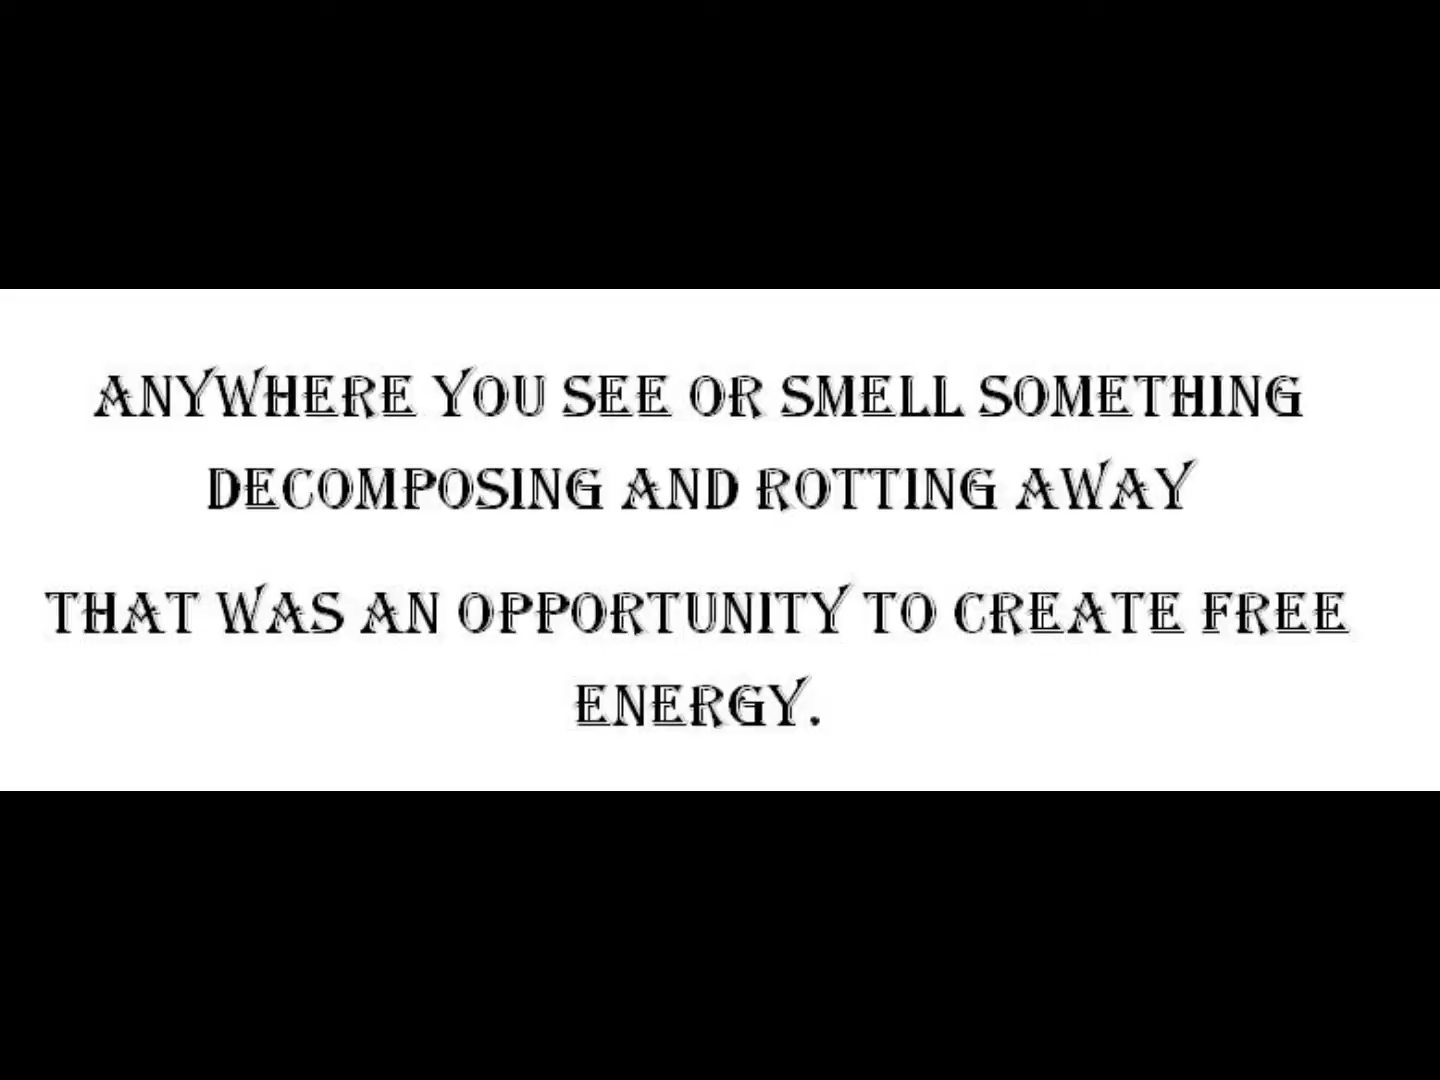 ANYWHERE YOU SEE OR SMELL SOMETHING
DECOMPOSING AND ROTTING AWAY
THAT WAS AN OPPORTUNITY TO CREATE FREE
ENERGY.